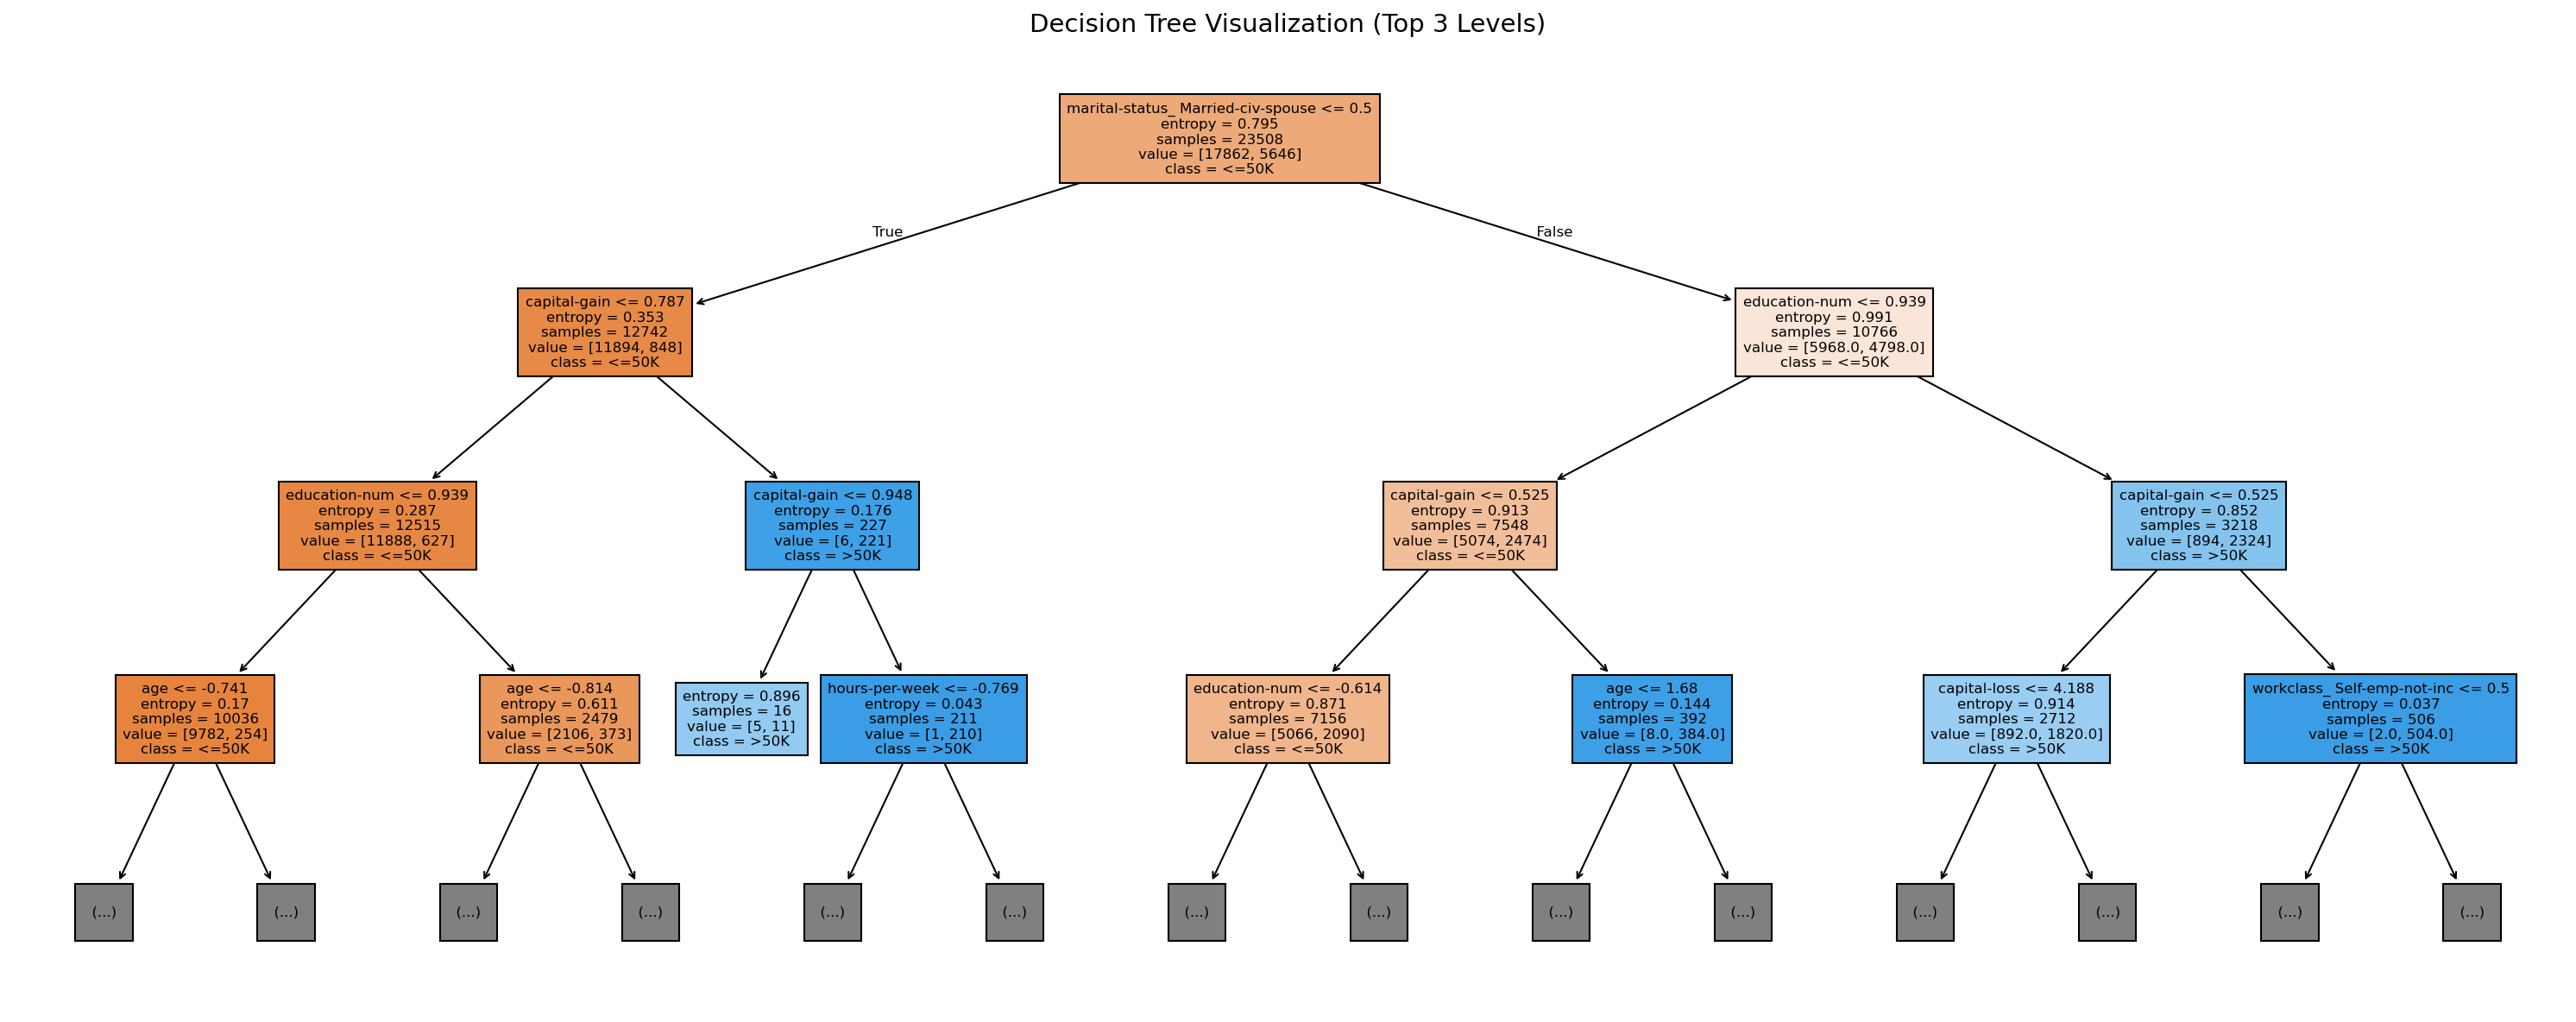 Decision Tree Visualization (Top 3 Levels)
marital-status_ Married-civ-spouse <= 0.5
entropy = 0.795
samples = 23508
value = [17862, 5646]
class = <=50K
True
False
capital-gain <= 0.787
entropy = 0.353
samples = 12742
value = [11894, 848]
class = <=50K
education-num <= 0.939
entropy = 0.991
samples = 10766
value = [5968.0, 4798.0]
class = <=50K
education-num <= 0.939
entropy = 0.287
samples = 12515
value = [11888, 627]
class = <=50K
capital-gain <= 0.948
entropy = 0.176
samples = 227
value = [6, 221]
class = >50K
capital-gain <= 0.525
entropy = 0.913
samples = 7548
value = [5074, 2474]
class = <=50K
capital-gain <= 0.525
entropy = 0.852
samples = 3218
value = [894, 2324]
class = >50K
age <= -0.741
entropy = 0.17
samples = 10036
value = [9782, 254]
class = <=50K
age <= -0.814
entropy = 0.611
samples = 2479
value = [2106, 373]
class = <=50K
entropy = 0.896
samples = 16
value = [5, 11]
class = >50K
hours-per-week <= -0.769
entropy = 0.043
samples = 211
value = [1, 210]
class = >50K
education-num <= -0.614
entropy = 0.871
samples = 7156
value = [5066, 2090]
class = <=50K
age <= 1.68
entropy = 0.144
samples = 392
value = [8.0, 384.0]
class = >50K
capital-loss <= 4.188
entropy = 0.914
samples = 2712
value = [892.0, 1820.0]
class = >50K
workclass_ Self-emp-not-inc <= 0.5
entropy = 0.037
samples = 506
value = [2.0, 504.0]
class = >50K
(...)
(...)
(...)
(...)
(...)
(...)
(...)
(...)
(...)
(...)
(...)
(...)
(...)
(...)